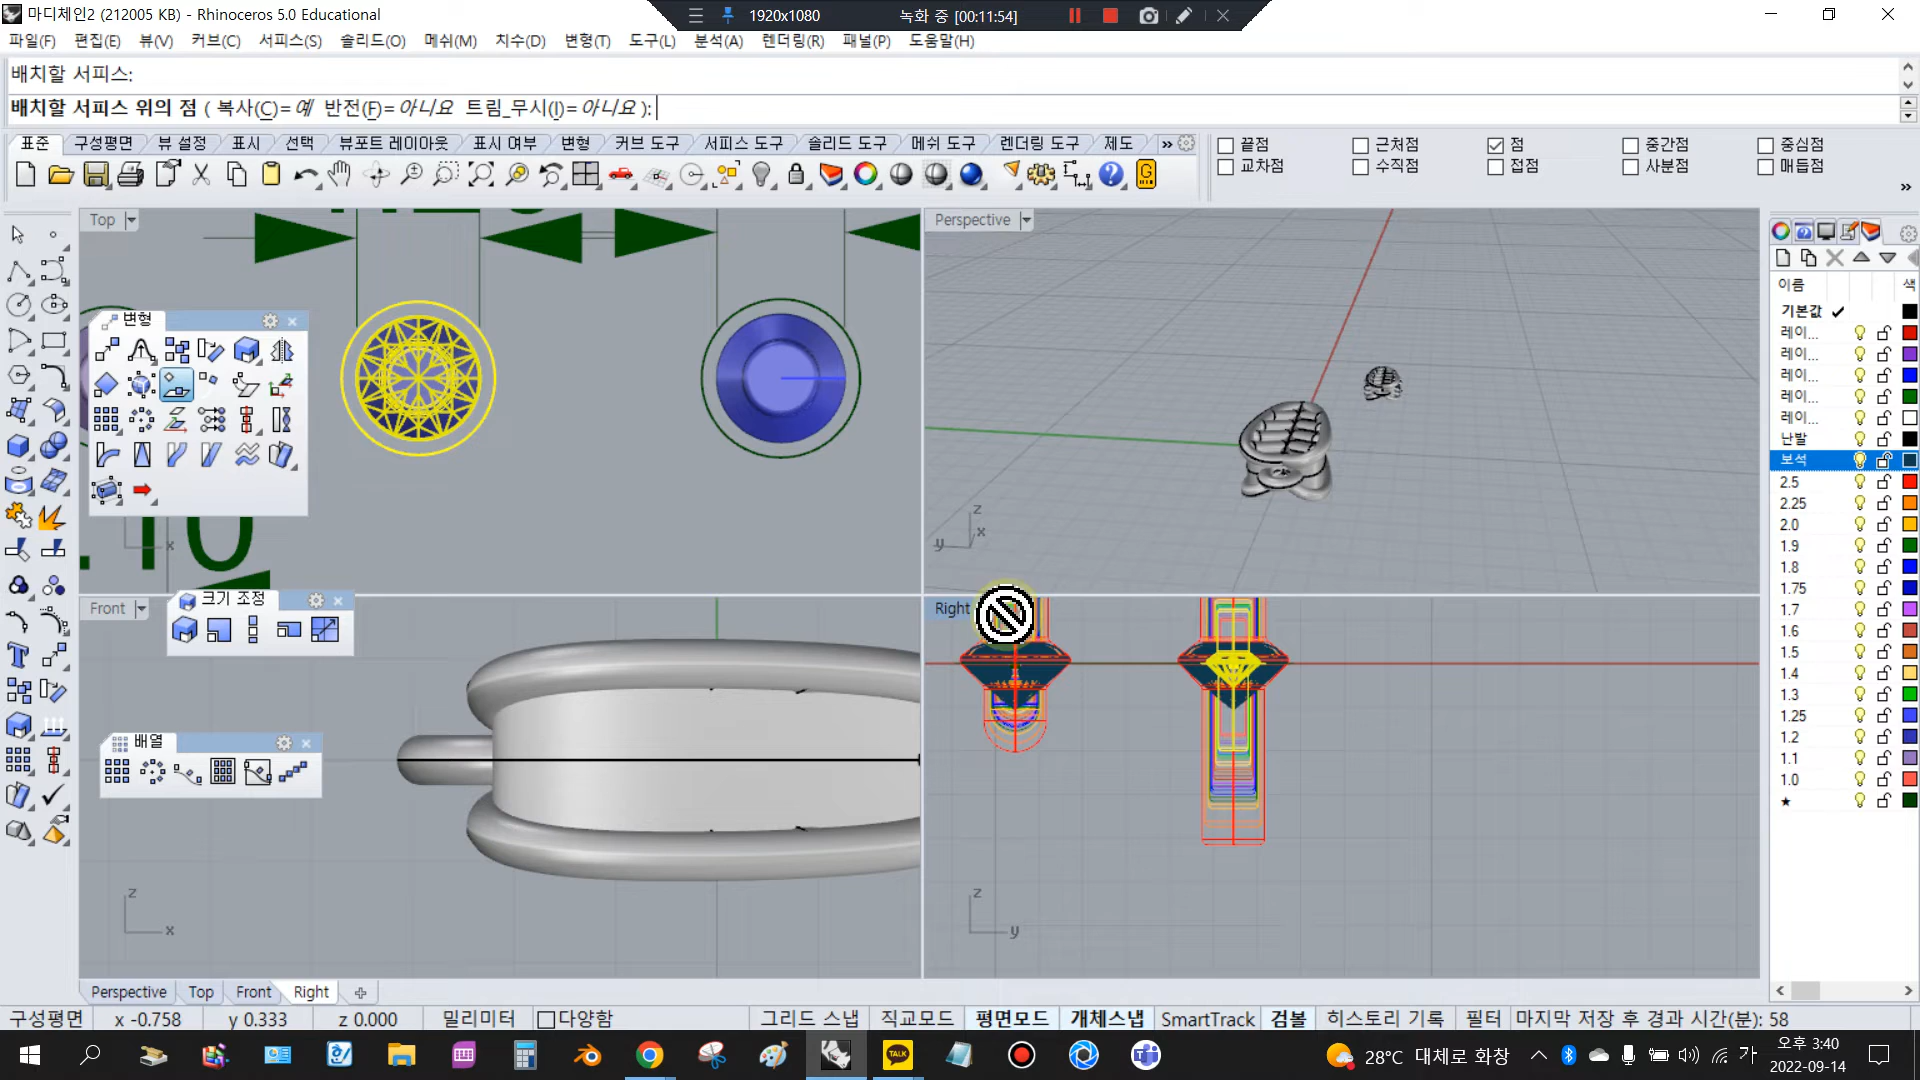 마디체인2 (212005 KB) - Rhinoceros 5.0 Educational
1920x1080
녹화 중 [00:11:54]
파일(F) 편집(E) 뷰(V) 커브(C) 서피스(S) 솔리드(O) 메쉬(M) 치수(D) 변형(T) 도구(L) 분석(A) 렌더링(R) 패널(P) 도움말(H)
배치할 서피스:
배치할 서피스 위의 점 ( 복사(C)=예 반전(F)=아니요 트림_무시(I)=아니요 ):
표준 구성평면 뷰 설정 표시 선택 뷰포트 레이아웃 표시 여부 변형 커브 도구 서피스 도구 솔리드 도구 메쉬 도구 렌더링 도구 제도
끝점 근처점 점 중간점 중심점
교차점 수직점 접점 사분점 매듭점
Top
Perspective
변형
z
x
y
x
10
Front
크기 조정
Right
배열
z
x
z
y
이름 색
기본값
레이...
레이...
레이...
레이...
레이...
난발
보석
2.5
2.25
2.0
1.9
1.8
1.75
1.7
1.6
1.5
1.4
1.3
1.25
1.2
1.1
1.0
★
Perspective Top Front Right
구성평면 x -0.758 y 0.333 z 0.000 밀리미터 다양함 그리드 스냅 직교모드 평면모드 개체스냅 SmartTrack 검볼 히스토리 기록 필터 마지막 저장 후 경과 시간(분): 58
TALK
28°C 대체로 화창
가
오후 3:40
2022-09-14